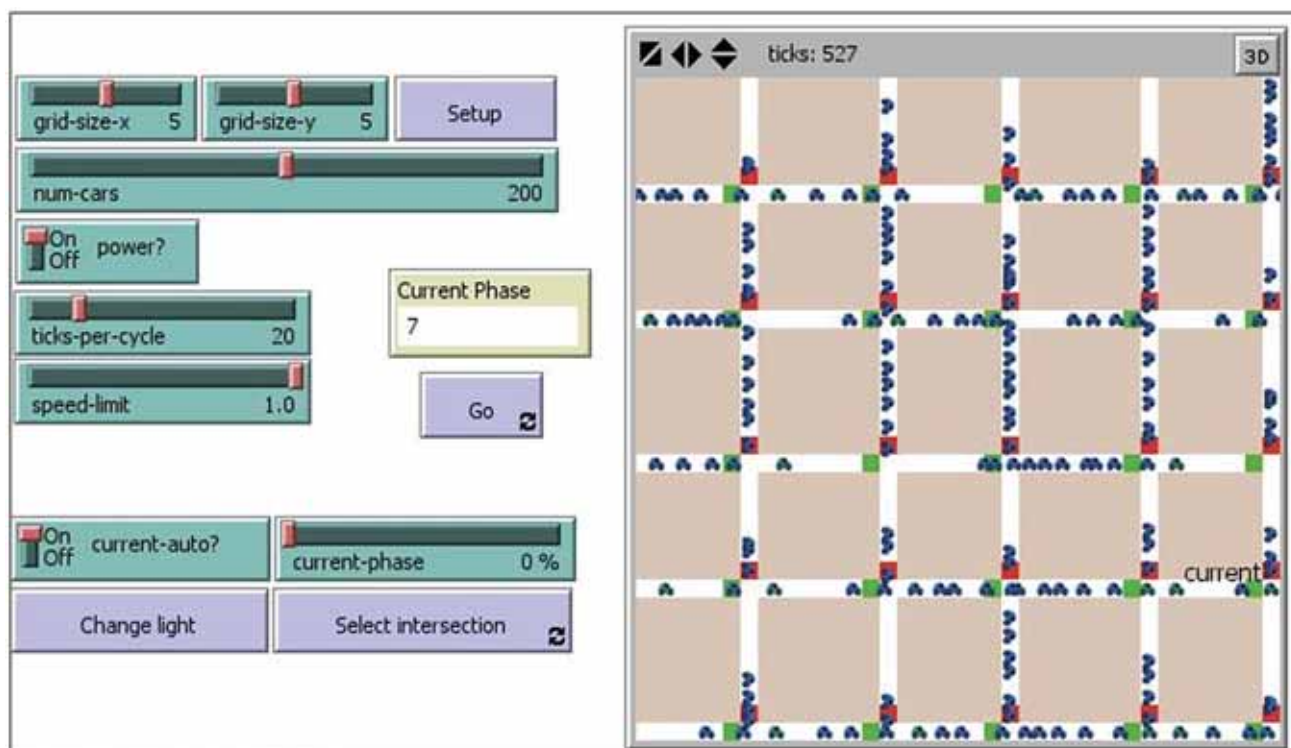 ticks: 527
3D
grid-size-x 5
grid-size-y 5
Setup
num-cars 200
On
Off
power?
Current Phase
7
ticks-per-cycle 20
speed-limit 1.0
Go
On
Off
current-auto?
current-phase 0 %
current
Change light
Select intersection